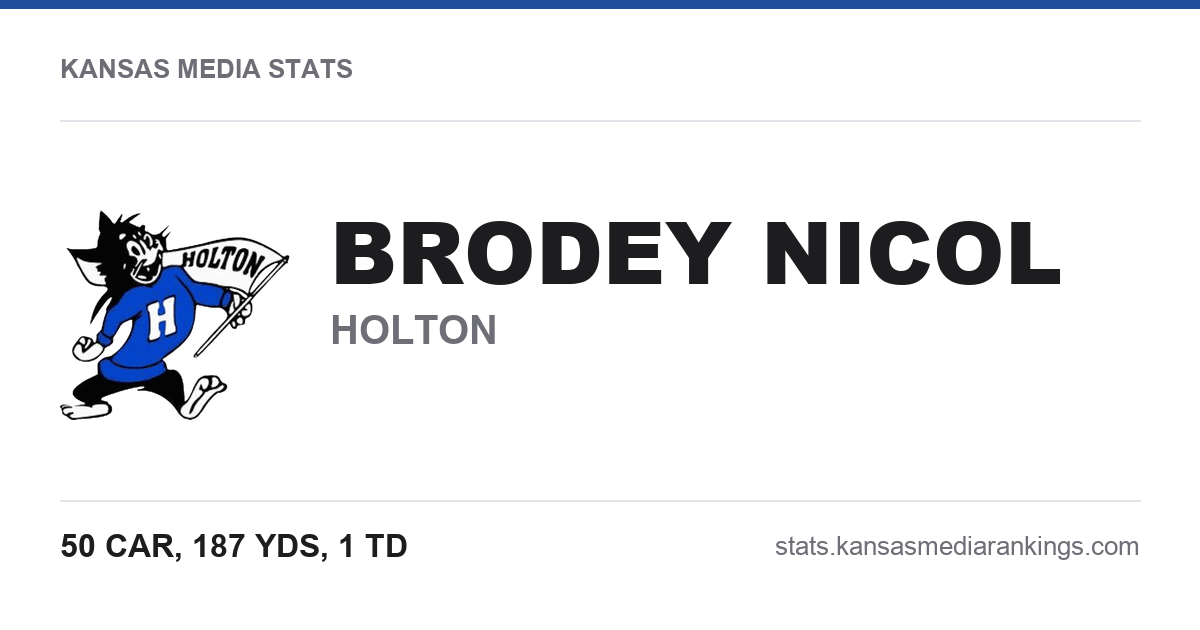 KANSAS MEDIA STATS
HOLTON
H
BRODEY NICOL
HOLTON
50 CAR, 187 YDS, 1 TD
stats.kansasmediarankings.com